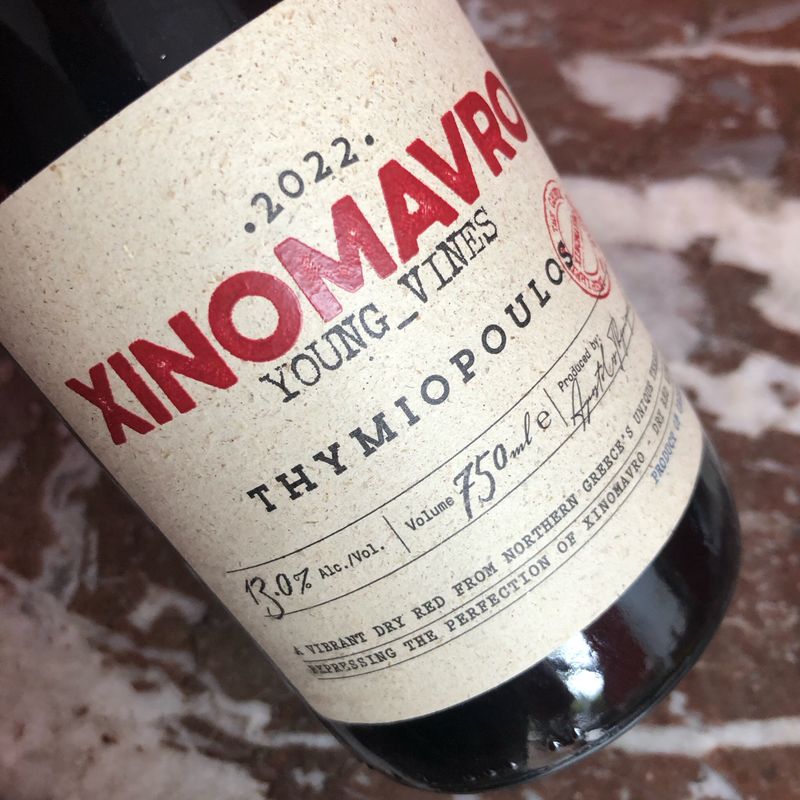 .2022.
XINOMAVRO
YOUNG_VINES
THYMIOPOULOS
13.0% Alc./Vol. Volume 750ml e Produced by:
A VIBRANT DRY RED FROM NORTHERN GREECE'S UNIQUE
EXPRESSING THE PERFECTION OF XINOMAVRO - DRY RED
PRODUCT OF